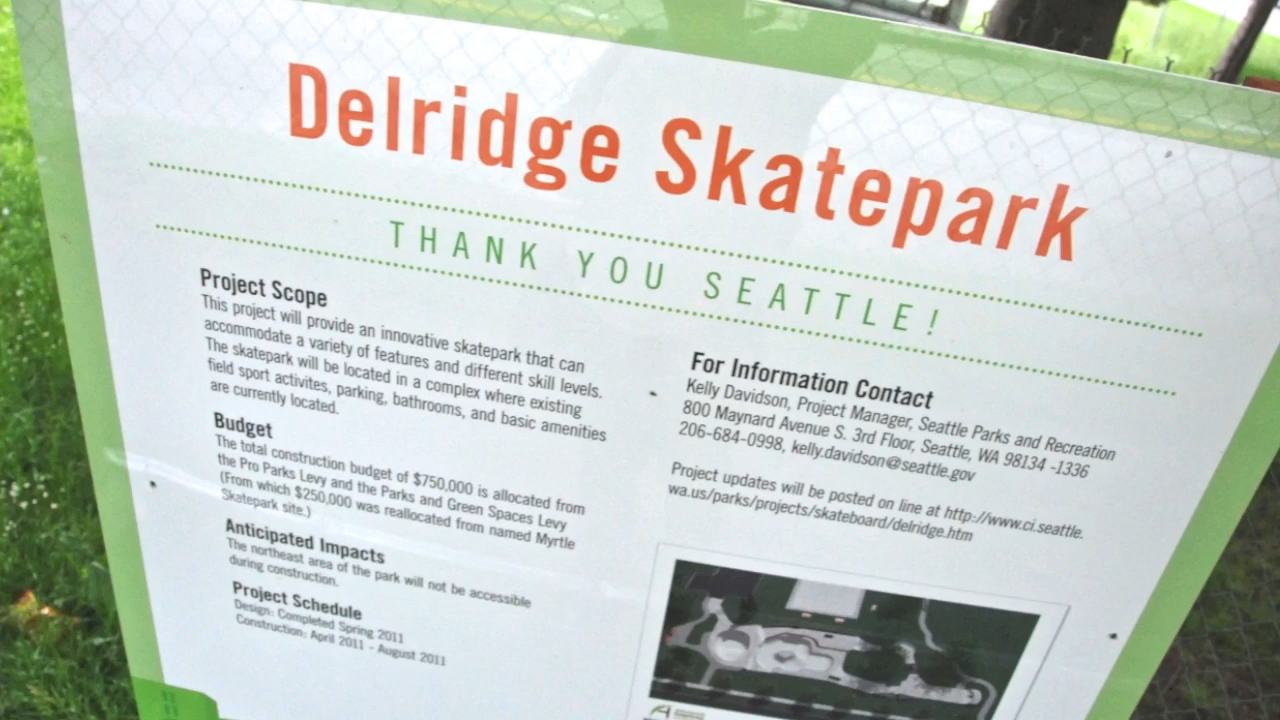 Delridge Skatepark
THANK YOU SEATTLE!
Project Scope
This project will provide an innovative skatepark that can
accommodate a variety of features and different skill levels.
The skatepark will be located in a complex where existing
field sport activites, parking, bathrooms, and basic amenities
are currently located.
Budget
The total construction budget of $750,000 is allocated from
the Pro Parks Levy and the Parks and Green Spaces Levy
(From which $250,000 was reallocated from named Myrtle
Skatepark site.)
Anticipated Impacts
The northeast area of the park will not be accessible
during construction.
Project Schedule
Design: Completed Spring 2011
Construction: April 2011 - August 2011
For Information Contact
Kelly Davidson, Project Manager, Seattle Parks and Recreation
800 Maynard Avenue S. 3rd Floor, Seattle, WA 98134 -1336
206-684-0998, kelly.davidson@seattle.gov
Project updates will be posted on line at http://www.ci.seattle.
wa.us/parks/projects/skateboard/delridge.htm